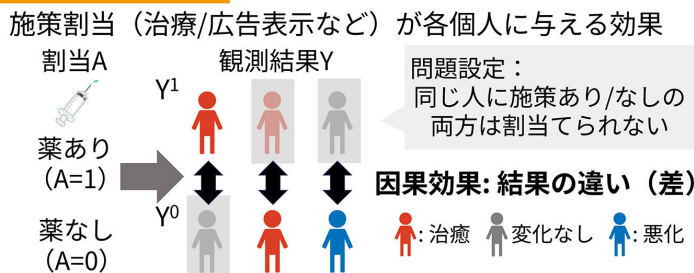 施策割当（治療/広告表示など）が各個人に与える効果
割当A
観測結果Y
問題設定：
同じ人に施策あり/なしの
両方は割当てられない
Y1
薬あり
（A=1）
因果効果: 結果の違い（差）
Y0
薬なし
（A=0）
: 治癒
: 変化なし
: 悪化